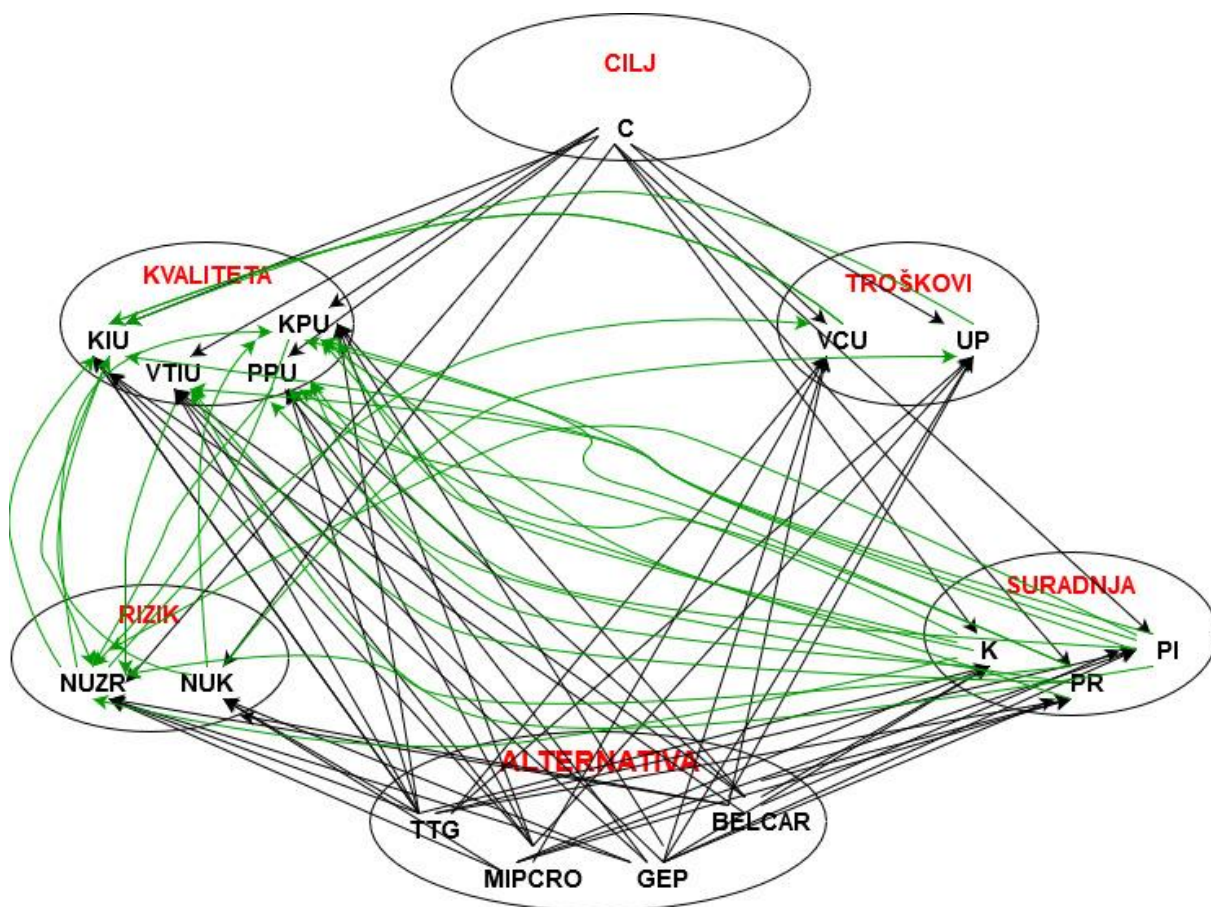 CILJ
C
KVALITETA
KIU
KPU
VTIU
PPU
TROŠKOVI
VCU
UP
RIZIK
NUZR
NUK
SURADNJA
K
PI
PR
ALTERNATIVA
TTG
BELCAR
MIPCRO
GEP